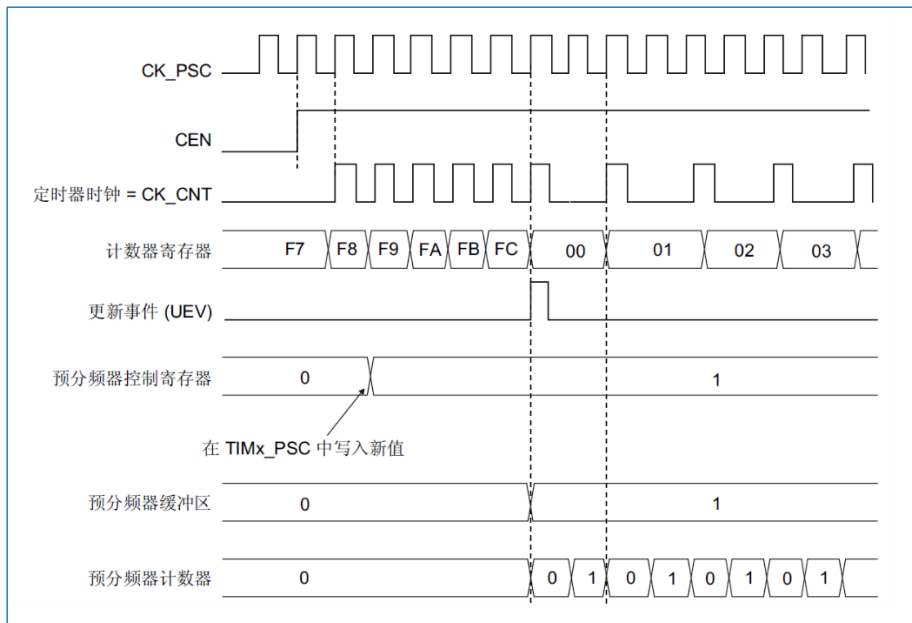 CK_PSC
CEN
定时器时钟 = CK_CNT
计数器寄存器 F7 F8 F9 FA FB FC 00 01 02 03
更新事件 (UEV)
预分频器控制寄存器 0 1
在 TIMx_PSC 中写入新值
预分频器缓冲区 0 1
预分频器计数器 0 0 1 0 1 0 1 0 1